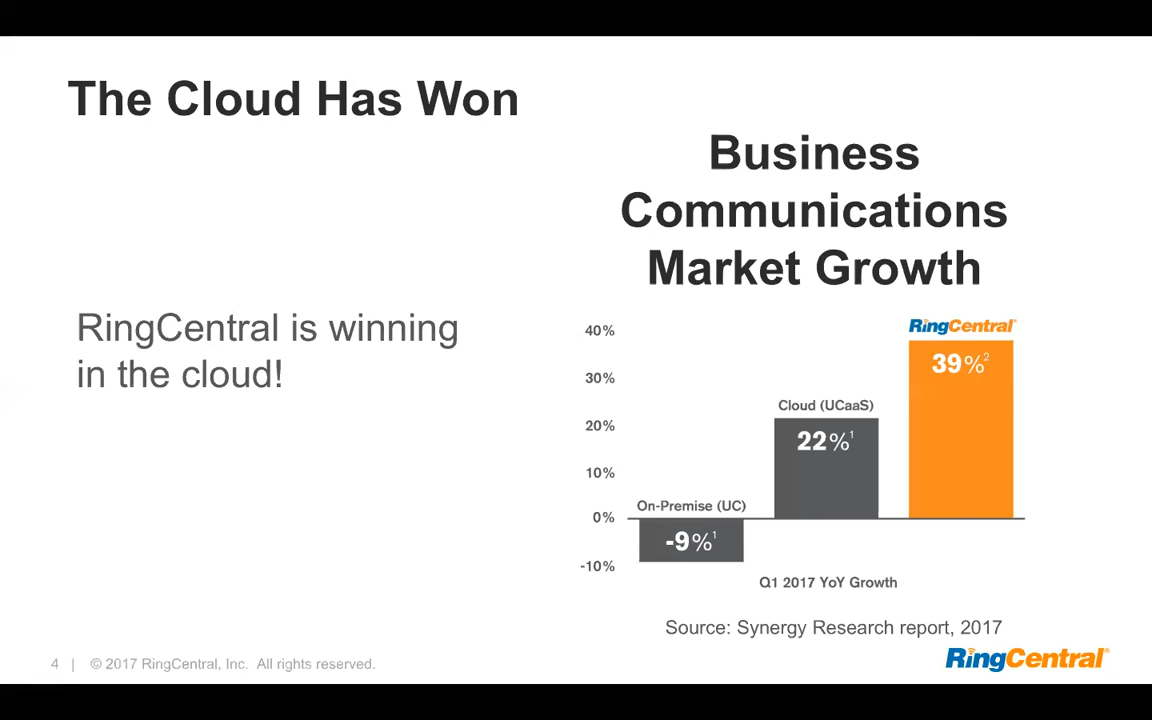 The Cloud Has Won
Business
Communications
Market Growth
RingCentral is winning
in the cloud!
40%
30%
20%
10%
0%
-10%
On-Premise (UC)
-9%¹
Cloud (UCaaS)
22%¹
RingCentral®
39%²
Q1 2017 YoY Growth
Source: Synergy Research report, 2017
4 | © 2017 RingCentral, Inc. All rights reserved.
RingCentral®